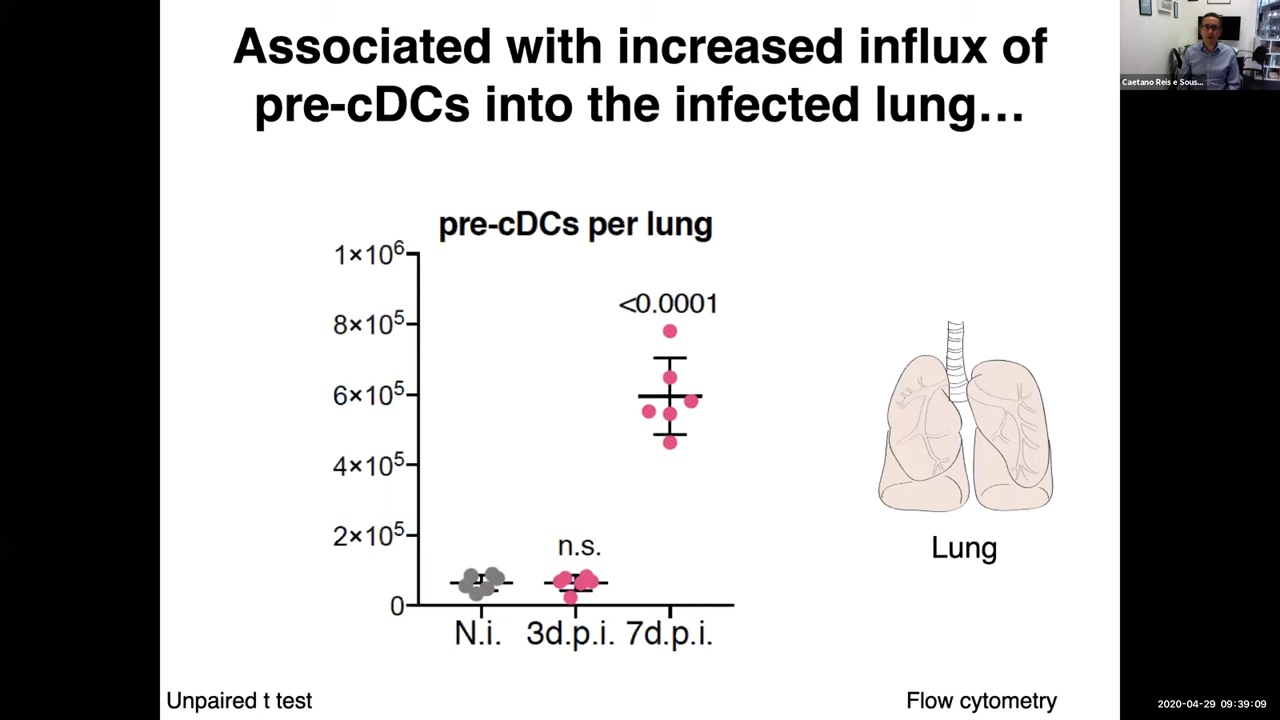 Associated with increased influx of
pre-cDCs into the infected lung…
Caetano Reis e Sous...
pre-cDCs per lung
1×10⁶
<0.0001
8×10⁵
6×10⁵
4×10⁵
2×10⁵
n.s.
0
N.i. 3d.p.i. 7d.p.i.
Lung
Unpaired t test
Flow cytometry
2020-04-29 09:39:09